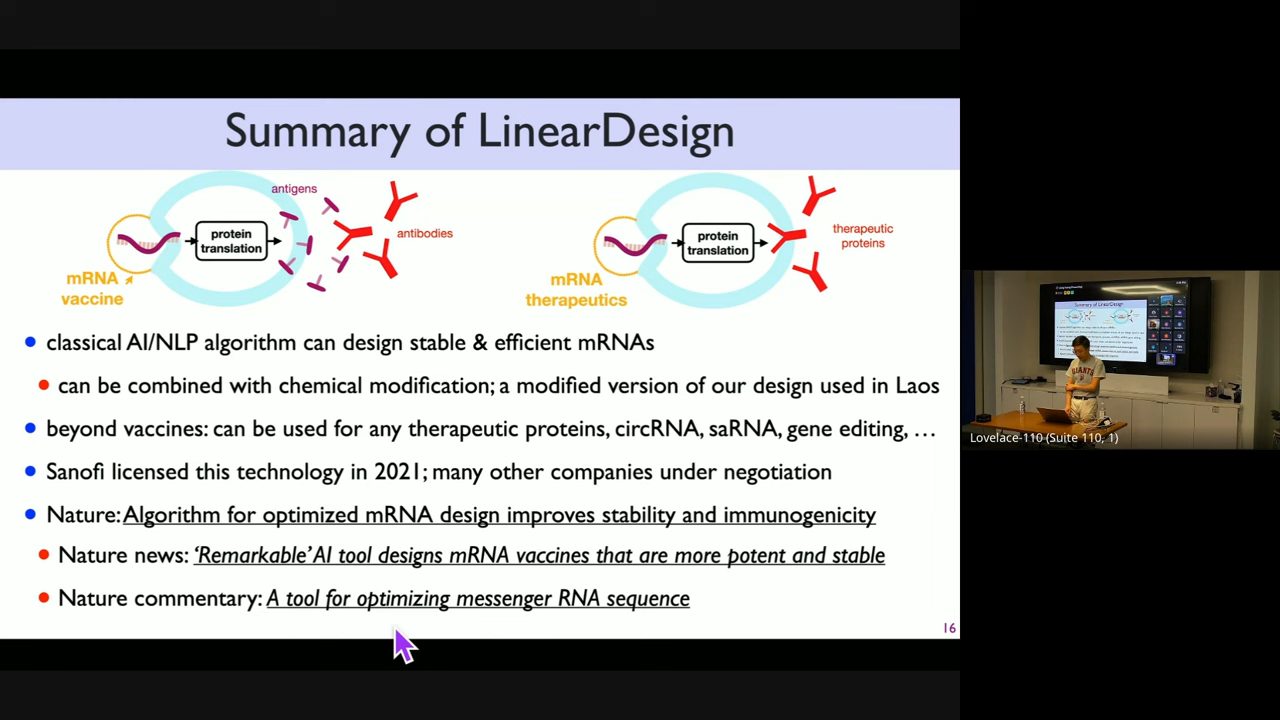 Summary of LinearDesign
antigens
antibodies
protein
translation
mRNA
vaccine
therapeutic
proteins
protein
translation
mRNA
therapeutics
• classical AI/NLP algorithm can design stable & efficient mRNAs
• can be combined with chemical modification; a modified version of our design used in Laos
• beyond vaccines: can be used for any therapeutic proteins, circRNA, saRNA, gene editing, …
• Sanofi licensed this technology in 2021; many other companies under negotiation
• Nature: Algorithm for optimized mRNA design improves stability and immunogenicity
• Nature news: ‘Remarkable’ AI tool designs mRNA vaccines that are more potent and stable
• Nature commentary: A tool for optimizing messenger RNA sequence
16
Summary of LinearDesign
GIANTS
Lovelace-110 (Suite 110, 1)